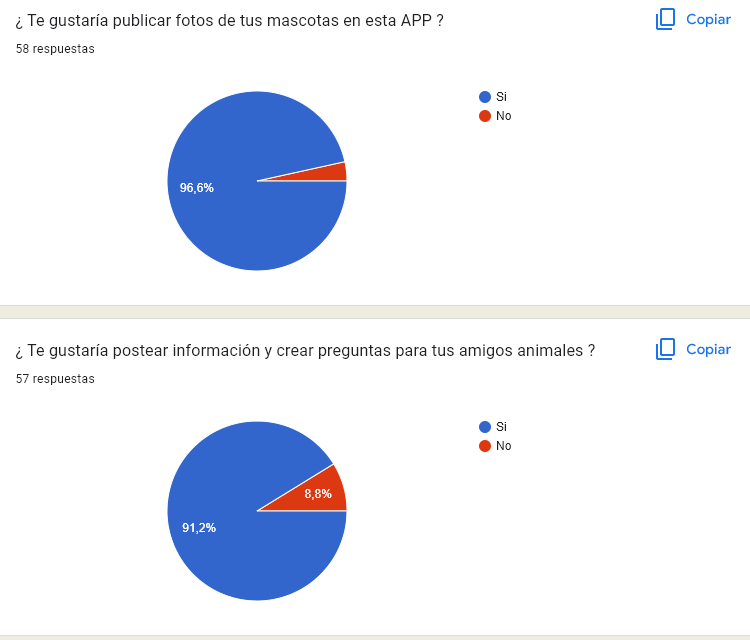 ¿ Te gustaría publicar fotos de tus mascotas en esta APP ?
Copiar
58 respuestas
Si
No
96,6%
¿ Te gustaría postear información y crear preguntas para tus amigos animales ?
Copiar
57 respuestas
Si
No
8,8%
91,2%